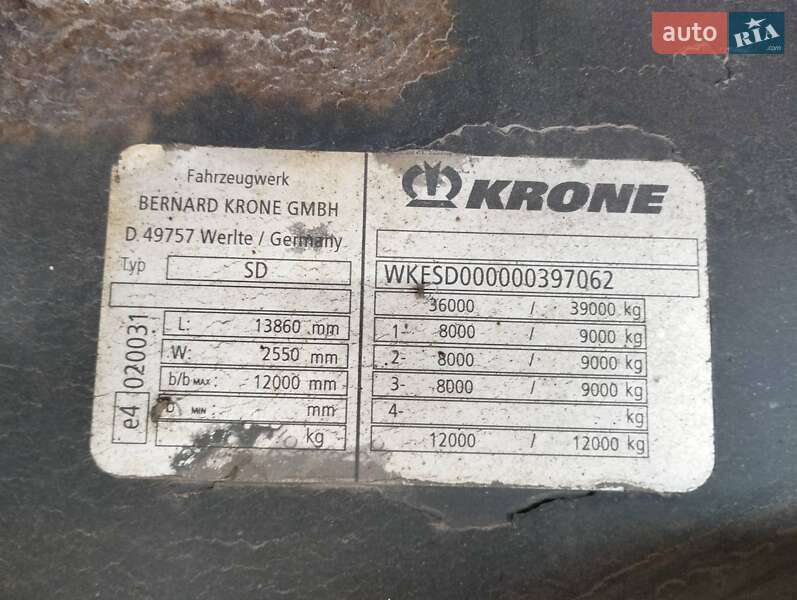 auto RIA.com
Fahrzeugwerk
BERNARD KRONE GMBH
D.49757 Werlte / Germany
Typ SD
L: 13860 mm
W: 2550 mm
b/b MAX: 12000 mm
MIN: mm
kg
e4 020031
KRONE
WKESD000000397062
36000 / 39000 kg
1- 8000 / 9000 kg
2- 8000 / 9000 kg
3- 8000 / 9000 kg
4- kg
12000 / 12000 kg